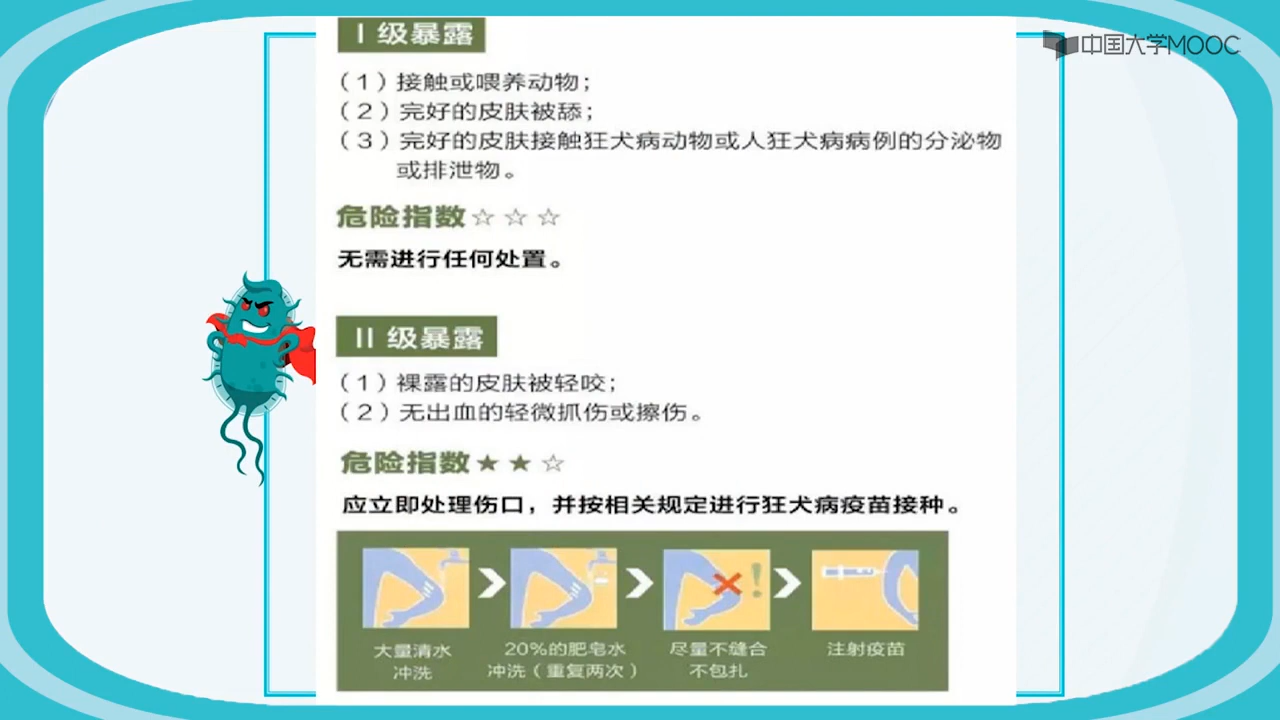 中国大学MOOC
I 级暴露
（1）接触或喂养动物；
（2）完好的皮肤被舔；
（3）完好的皮肤接触狂犬病动物或人狂犬病病例的分泌物
或排泄物。
危险指数☆☆☆
无需进行任何处置。
II 级暴露
（1）裸露的皮肤被轻咬；
（2）无出血的轻微抓伤或擦伤。
危险指数★★☆
应立即处理伤口，并按相关规定进行狂犬病疫苗接种。
大量清水
冲洗
20%的肥皂水
冲洗（重复两次）
尽量不缝合
不包扎
注射疫苗